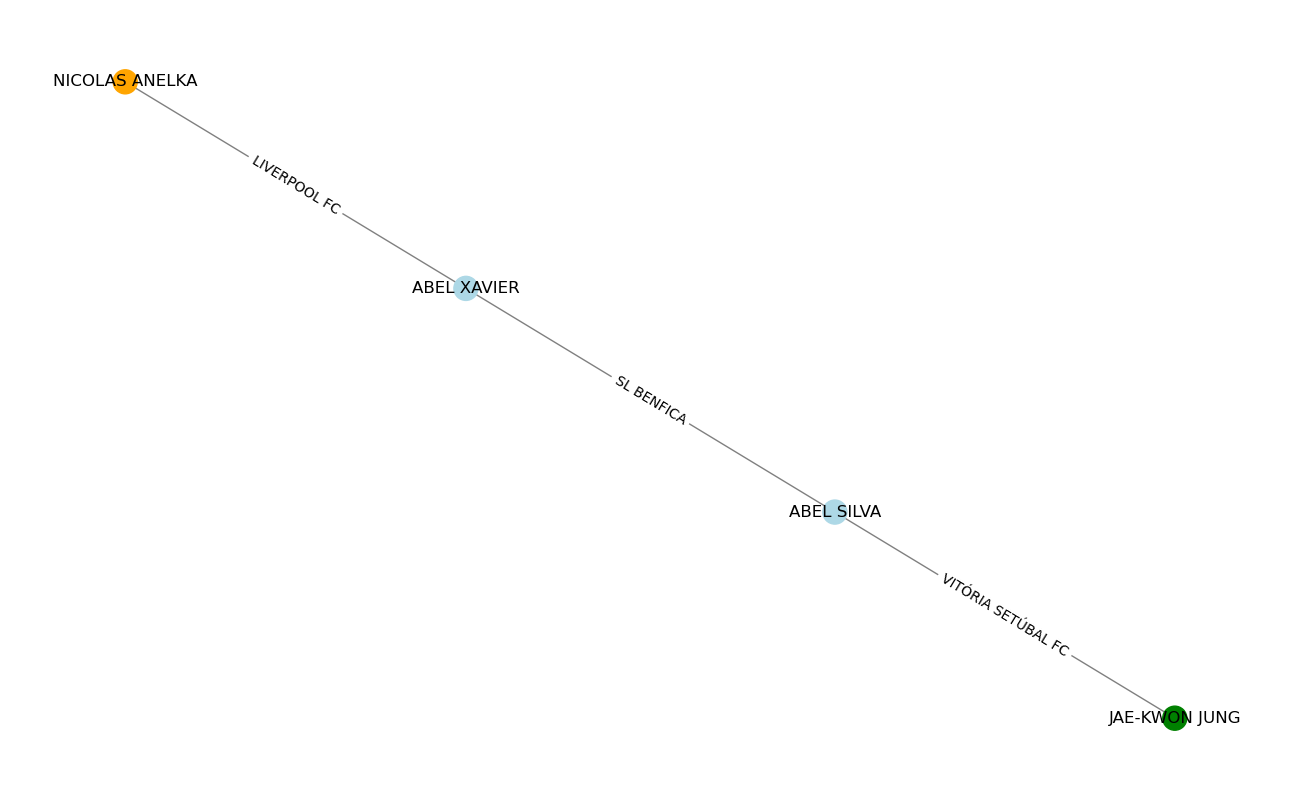 NICOLAS ANELKA
LIVERPOOL FC
ABEL XAVIER
SL BENFICA
ABEL SILVA
VITÓRIA SETÚBAL FC
JAE-KWON JUNG